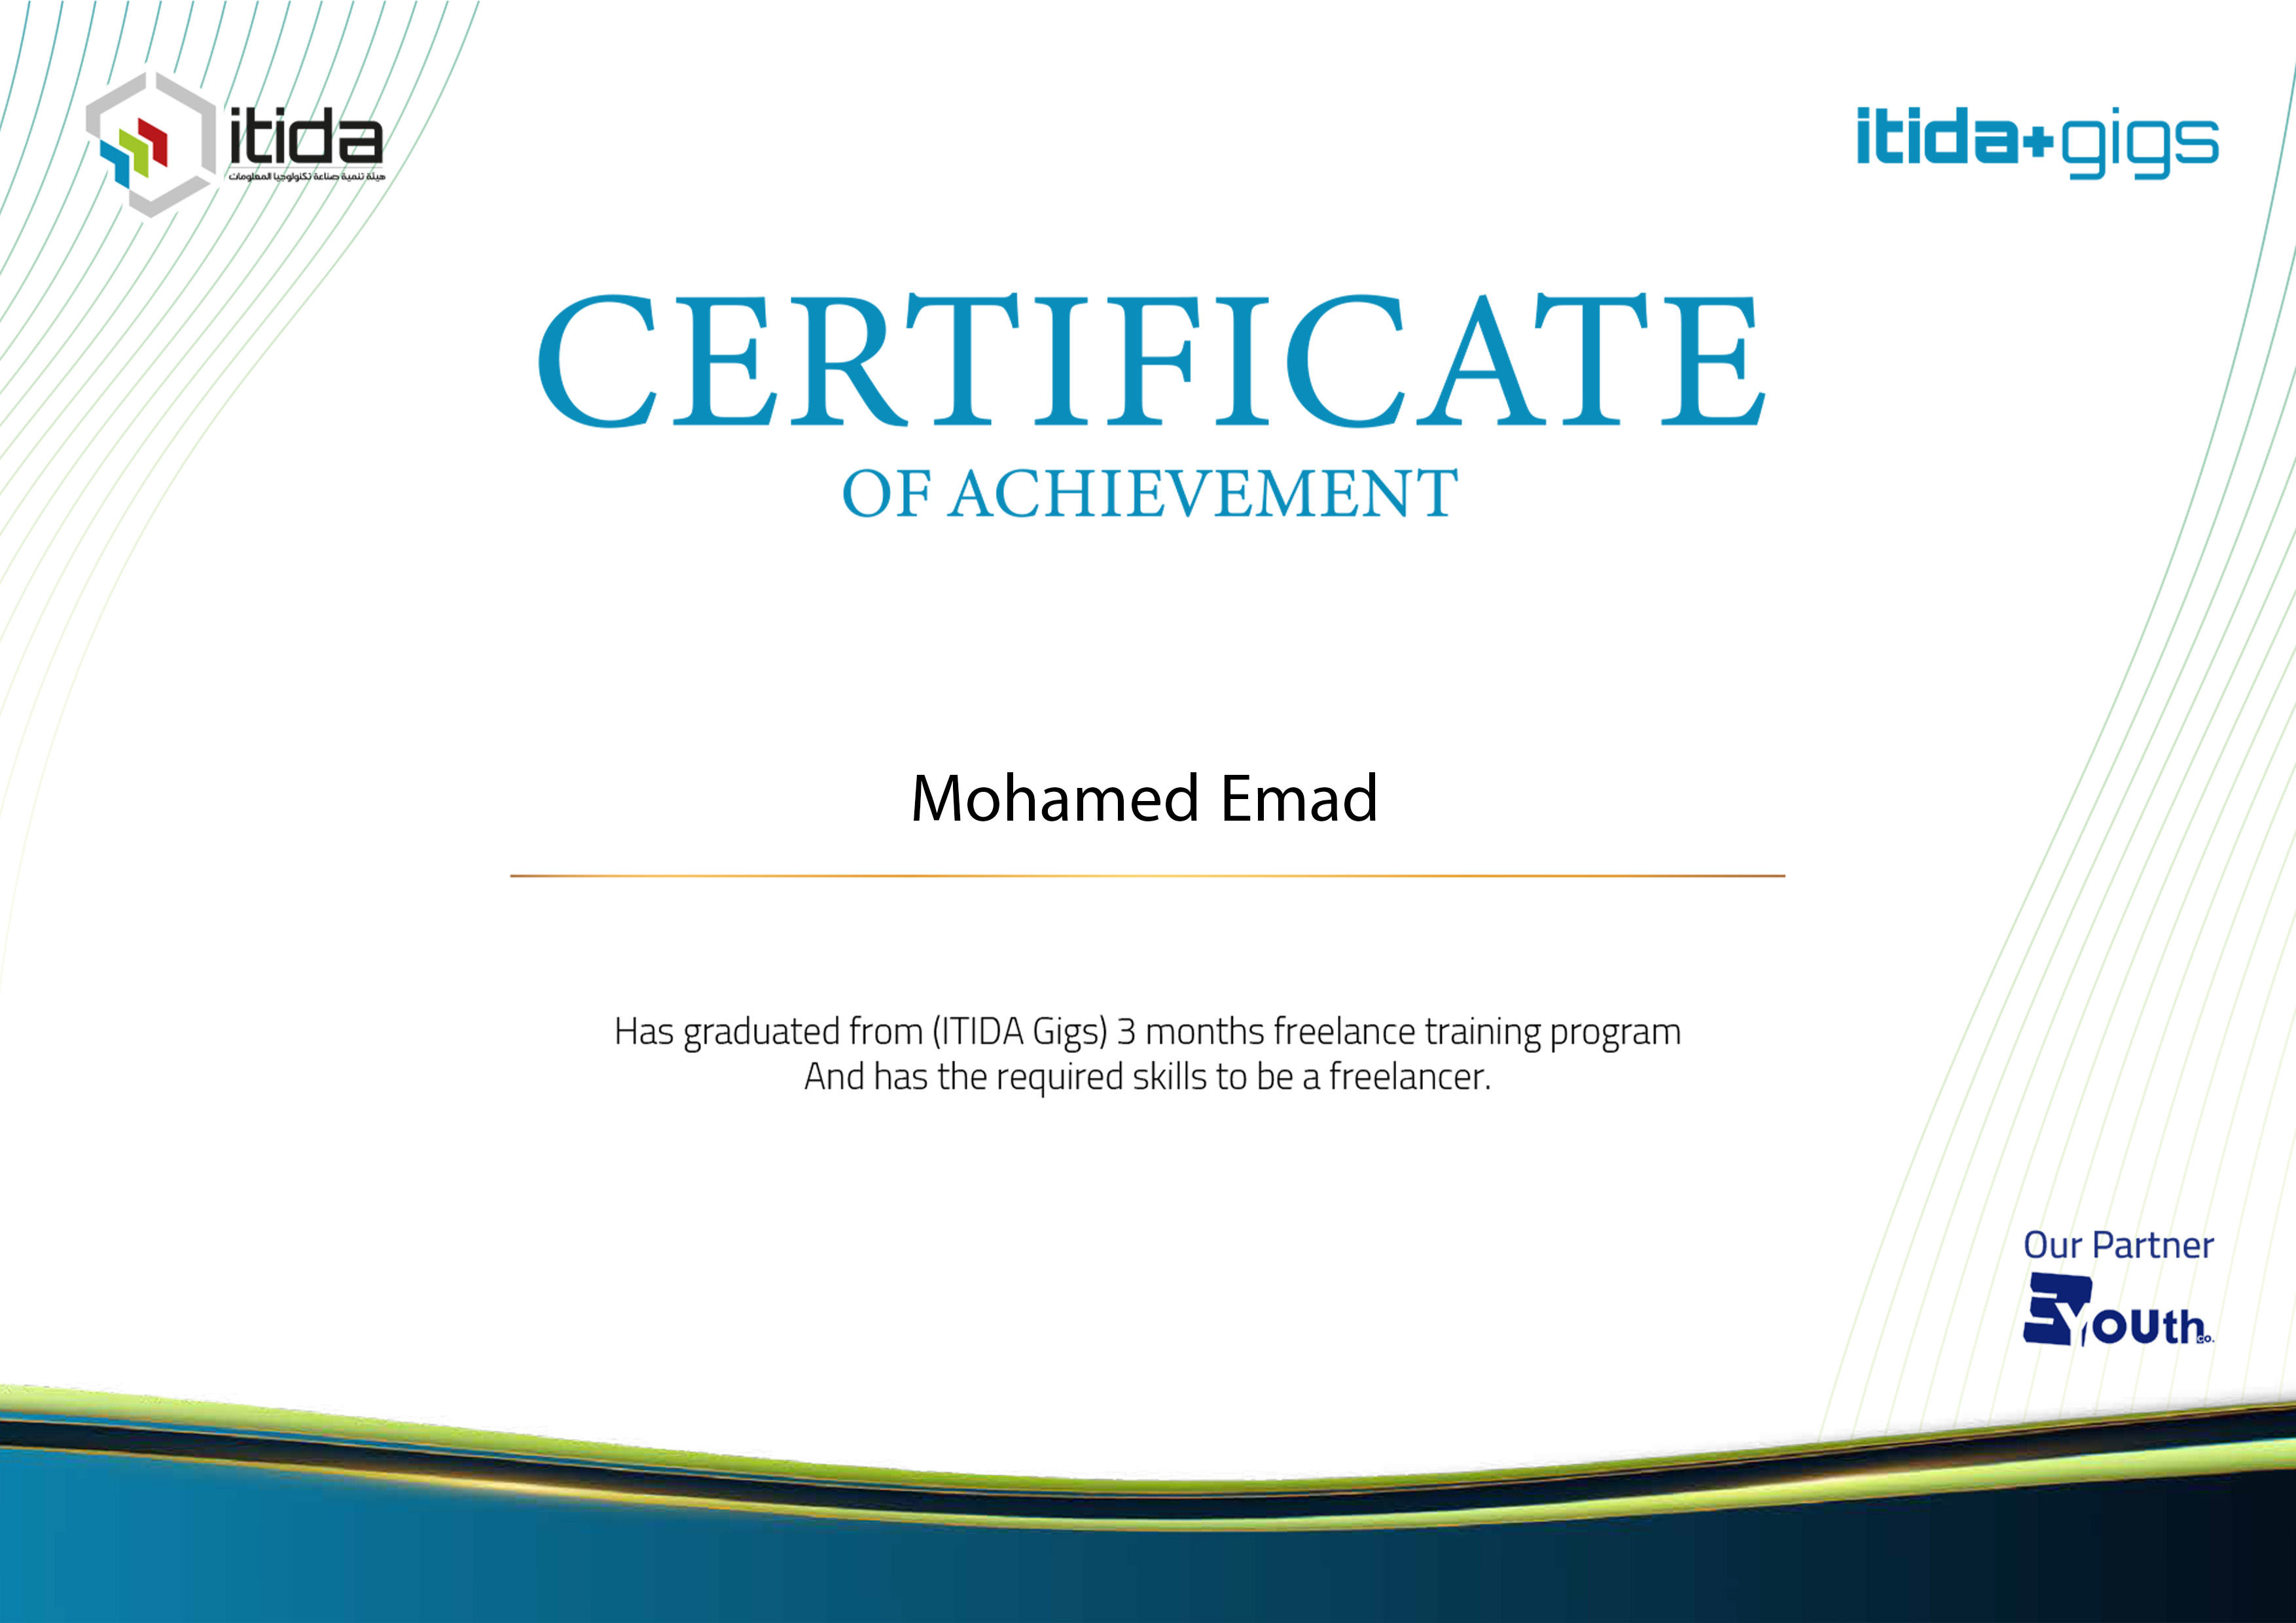 itida
هيئة تنمية صناعة تكنولوجيا المعلومات
itida+gigs
CERTIFICATE
OF ACHIEVEMENT
Mohamed Emad
Has graduated from (ITIDA Gigs) 3 months freelance training program
And has the required skills to be a freelancer.
Our Partner
EYouth co.